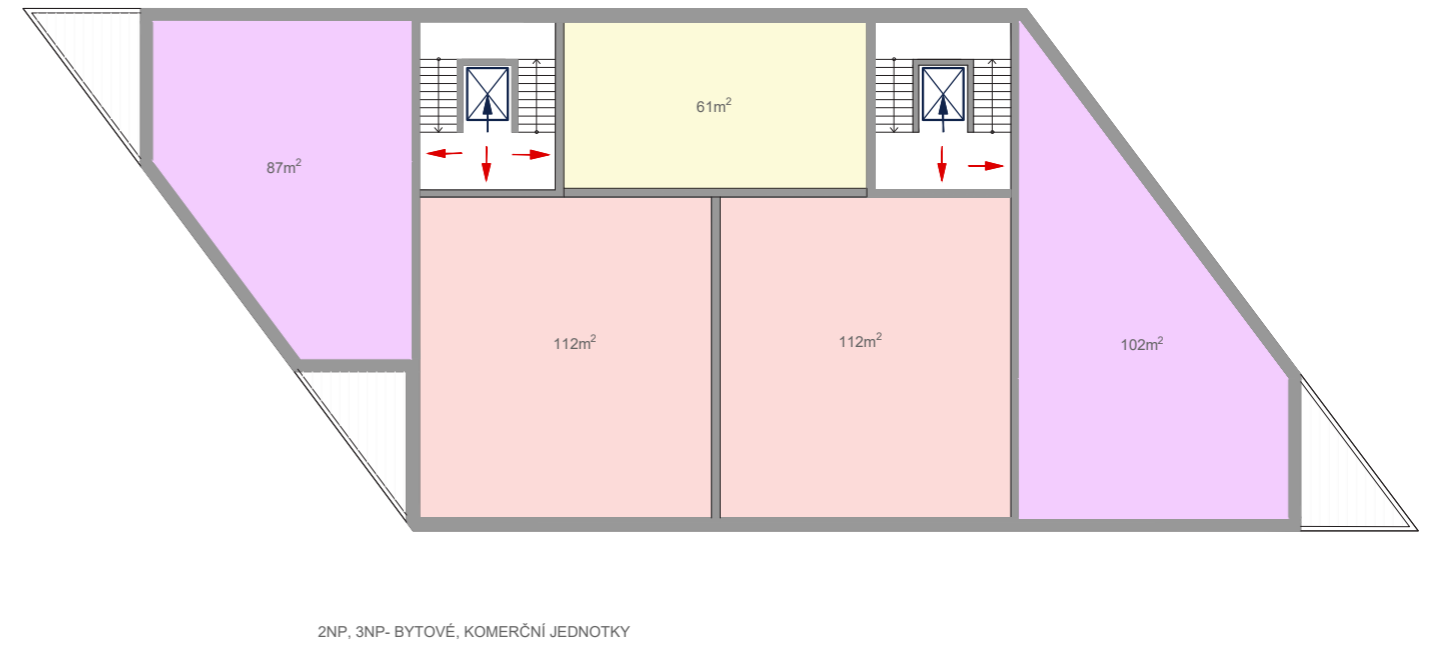 61m²
87m²
112m²
112m²
102m²
2NP, 3NP- BYTOVÉ, KOMERČNÍ JEDNOTKY